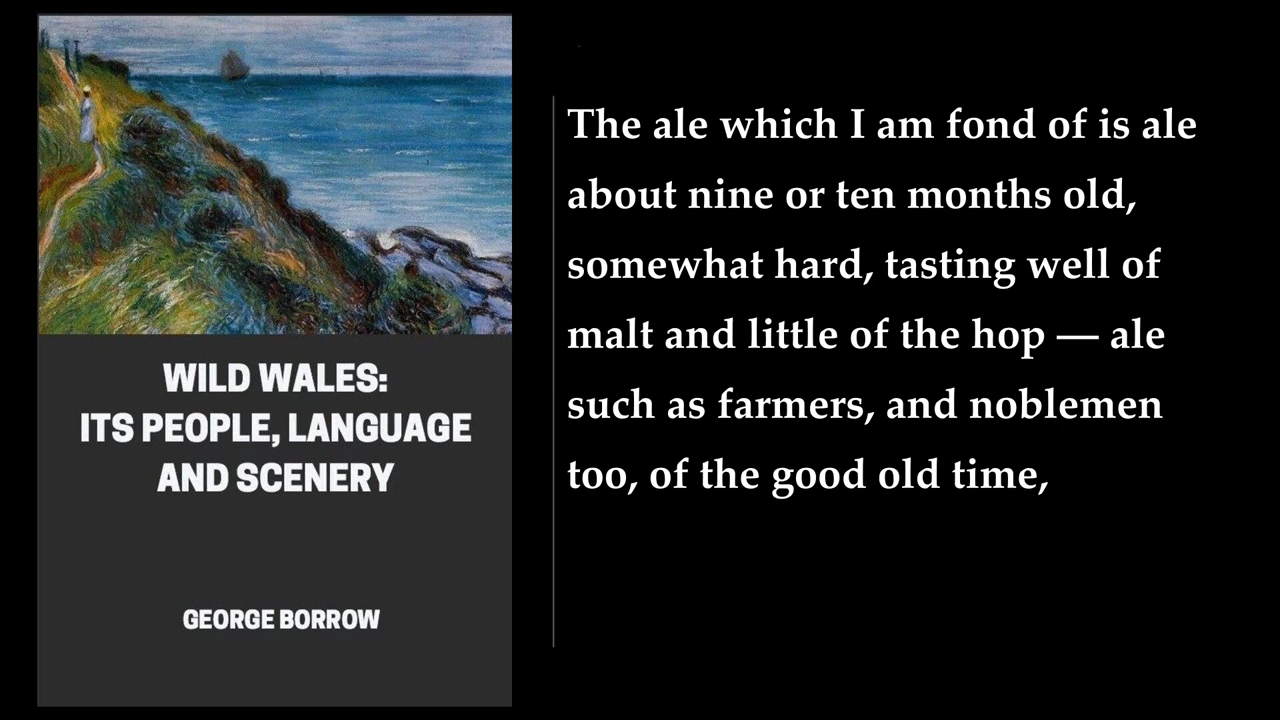 WILD WALES:
ITS PEOPLE, LANGUAGE
AND SCENERY
GEORGE BORROW
The ale which I am fond of is ale
about nine or ten months old,
somewhat hard, tasting well of
malt and little of the hop — ale
such as farmers, and noblemen
too, of the good old time,